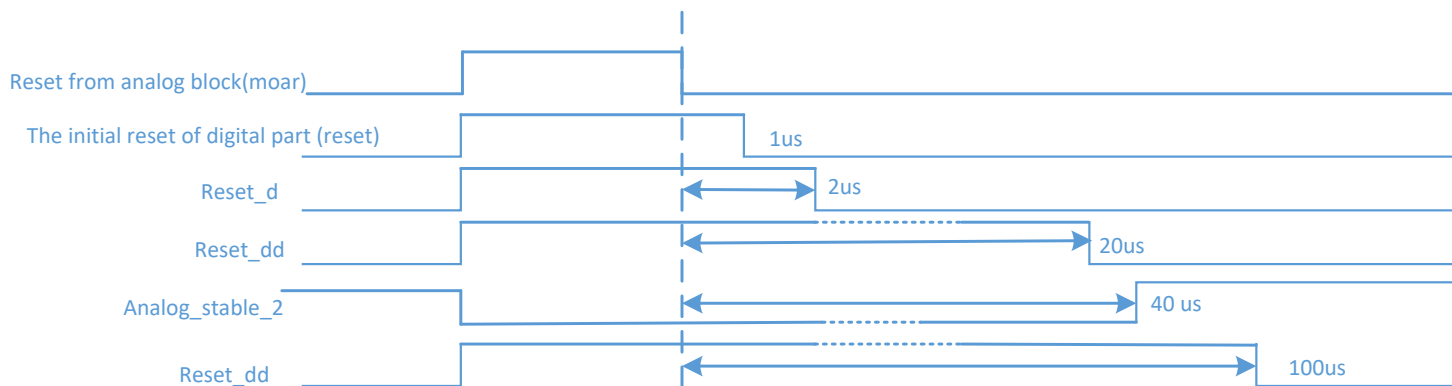 Reset from analog block(moar)
The initial reset of digital part (reset)
1us
Reset_d
2us
Reset_dd
20us
Analog_stable_2
40 us
Reset_dd
100us